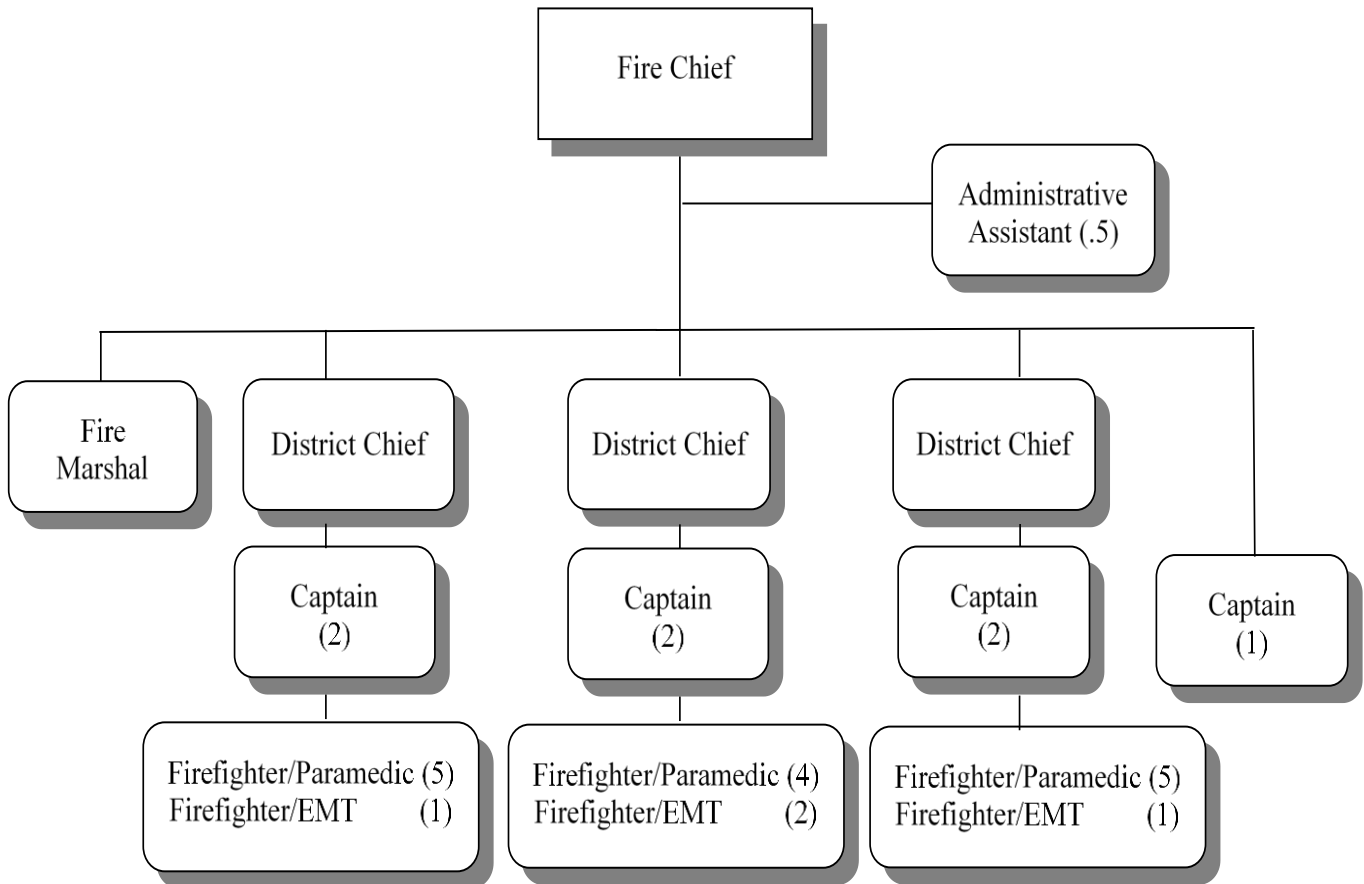 Fire Chief
Administrative
Assistant (.5)
Fire
Marshal
District Chief
District Chief
District Chief
Captain
(2)
Captain
(2)
Captain
(2)
Captain
(1)
Firefighter/Paramedic (5)
Firefighter/EMT (1)
Firefighter/Paramedic (4)
Firefighter/EMT (2)
Firefighter/Paramedic (5)
Firefighter/EMT (1)